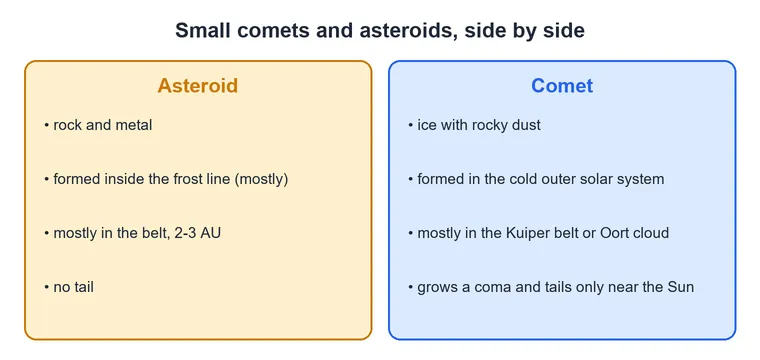 Small comets and asteroids, side by side
Asteroid
• rock and metal
• formed inside the frost line (mostly)
• mostly in the belt, 2-3 AU
• no tail
Comet
• ice with rocky dust
• formed in the cold outer solar system
• mostly in the Kuiper belt or Oort cloud
• grows a coma and tails only near the Sun